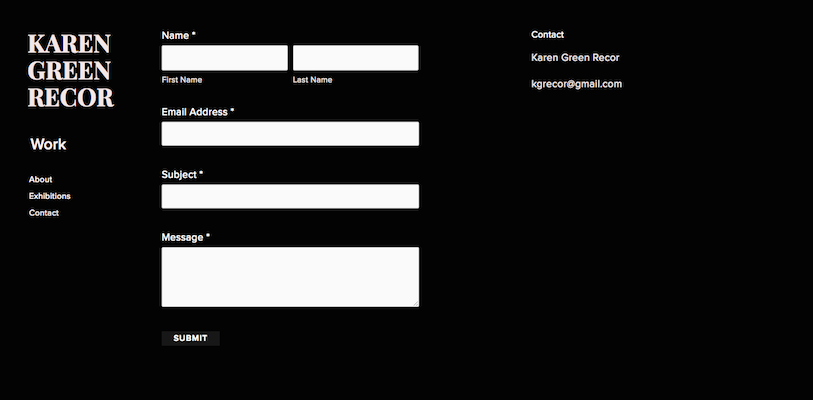 KAREN
GREEN
RECOR
Work
About
Exhibitions
Contact
Name *
First Name Last Name
Email Address *
Subject *
Message *
SUBMIT
Contact
Karen Green Recor
kgrecor@gmail.com